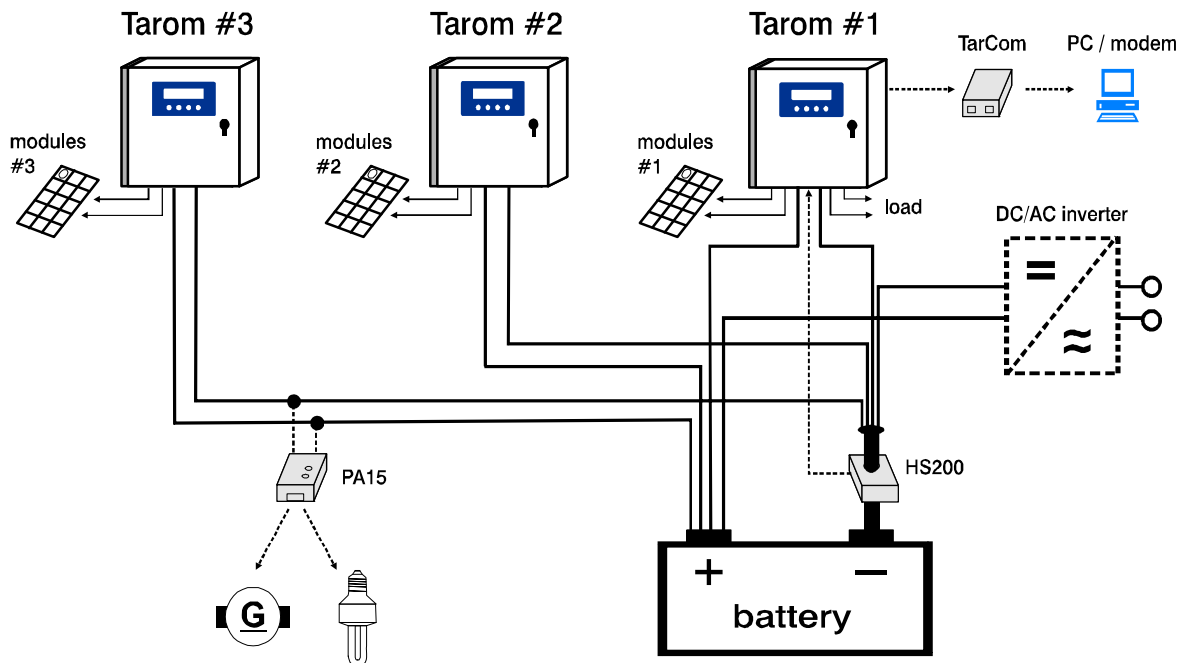 Tarom #3
Tarom #2
Tarom #1
TarCom
PC / modem
modules
#3
modules
#2
modules
#1
load
DC/AC inverter
=
≈
PA15
HS200
G
+
−
battery